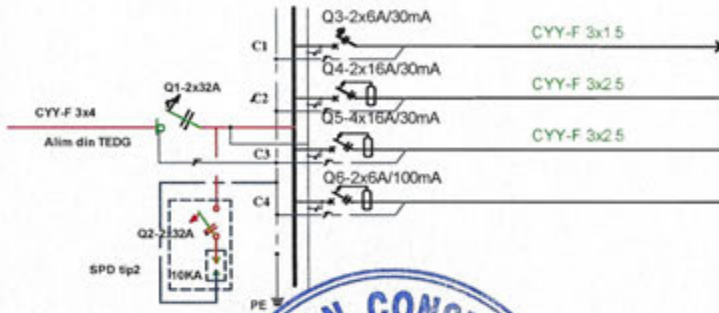 Q3-2x6A/30mA
CYY-F 3x1.5
C1
Q4-2x16A/30mA
CYY-F 3x2.5
Q1-2x32A
C2
CYY-F 3x4
Q5-4x16A/30mA
CYY-F 3x2.5
Alim din TEDG
C3
Q6-2x6A/100mA
C4
Q2-2x32A
SPD tip2
10KA
PE